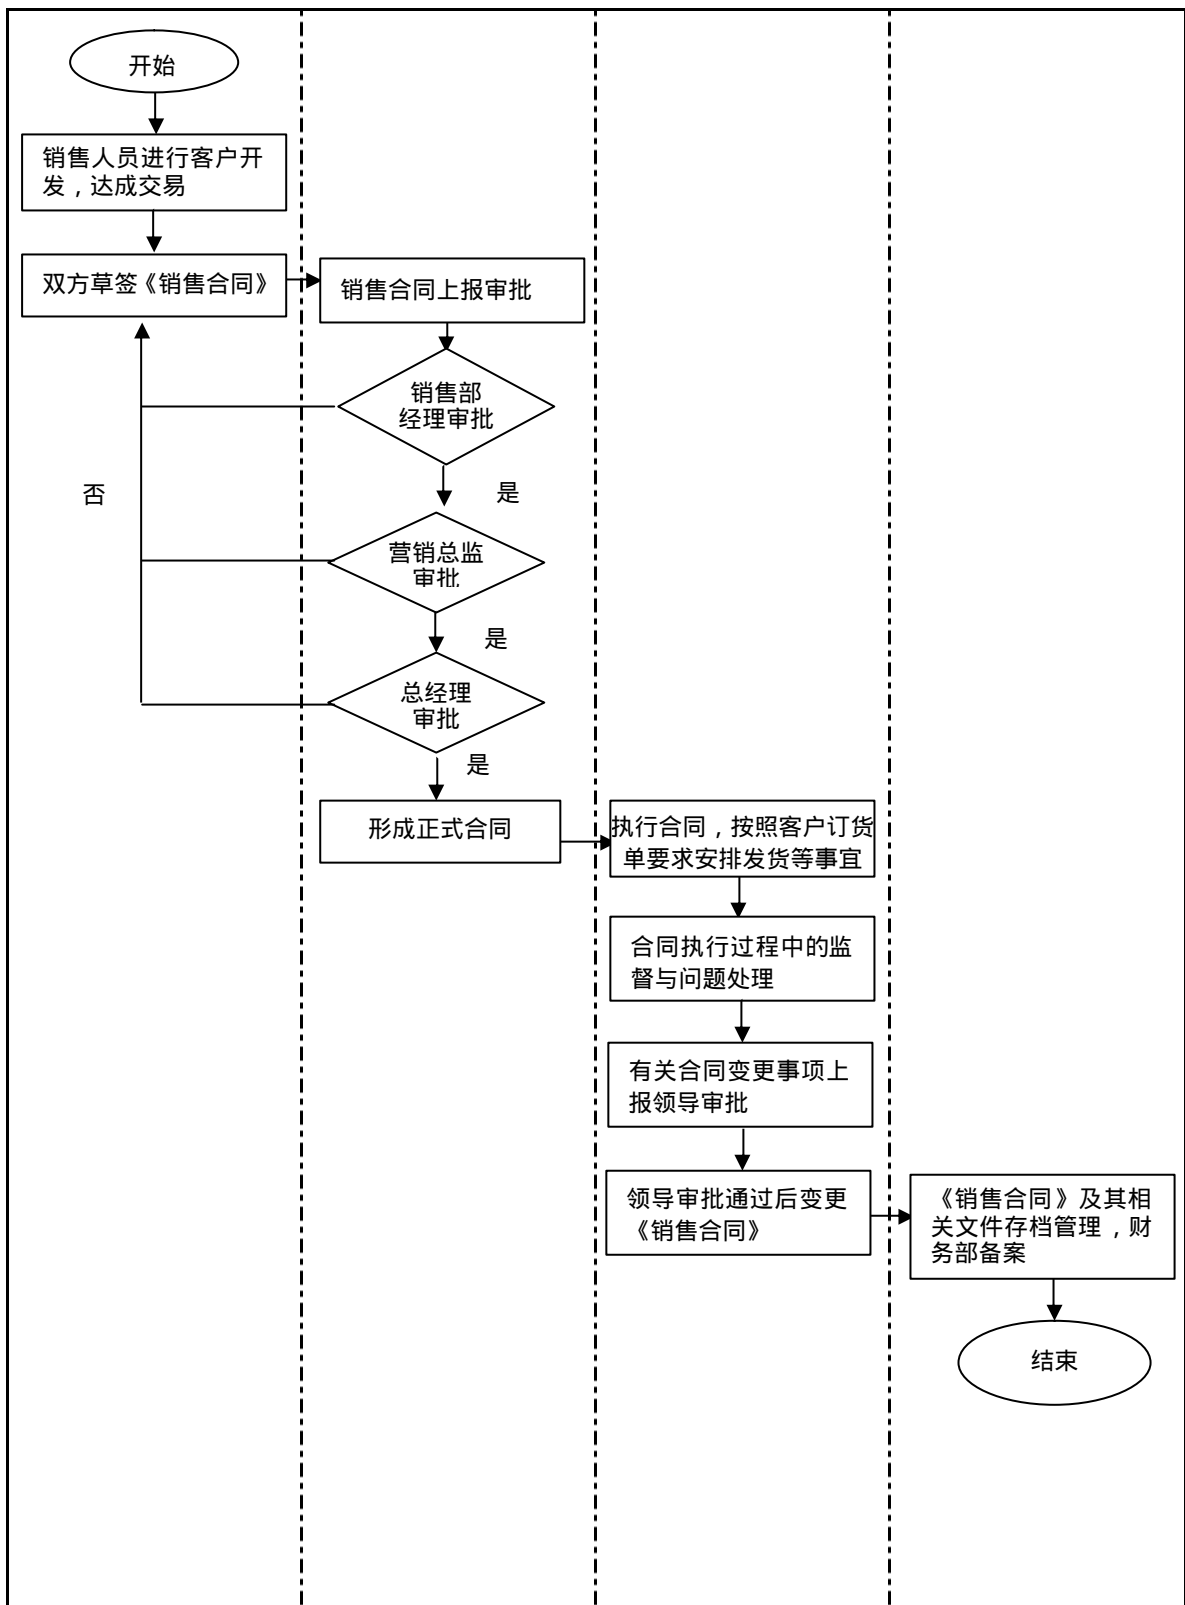 开始
销售人员进行客户开
发，达成交易
双方草签《销售合同》
销售合同上报审批
销售部
经理审批
否
是
营销总监
审批
是
总经理
审批
是
形成正式合同
执行合同，按照客户订货
单要求安排发货等事宜
合同执行过程中的监
督与问题处理
有关合同变更事项上
报领导审批
领导审批通过后变更
《销售合同》
《销售合同》及其相
关文件存档管理，财
务部备案
结束